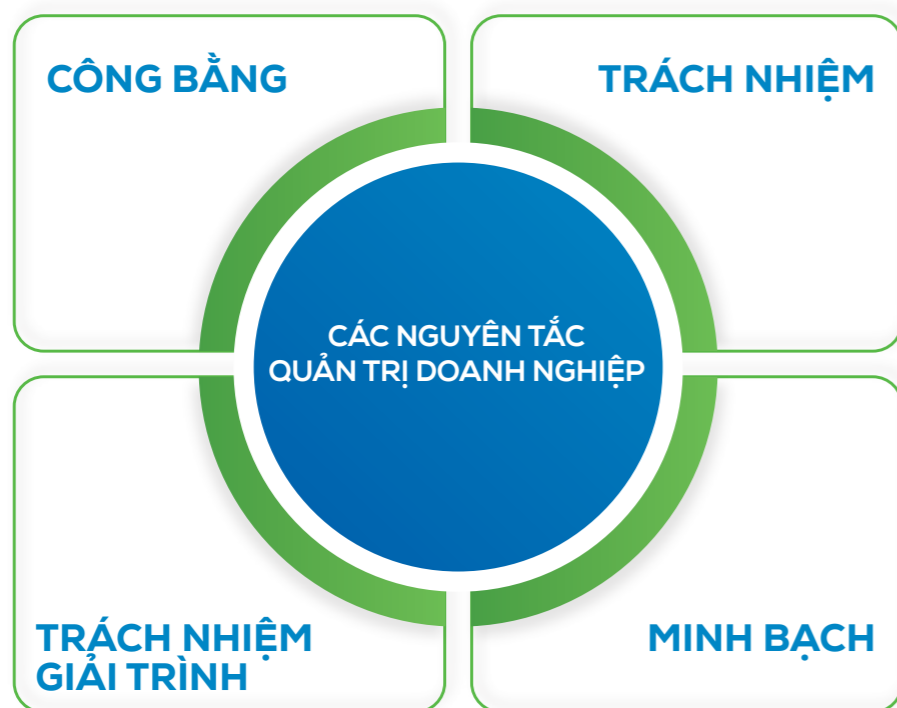 CÔNG BẰNG
TRÁCH NHIỆM
CÁC NGUYÊN TẮC
QUẢN TRỊ DOANH NGHIỆP
TRÁCH NHIỆM
GIẢI TRÌNH
MINH BẠCH